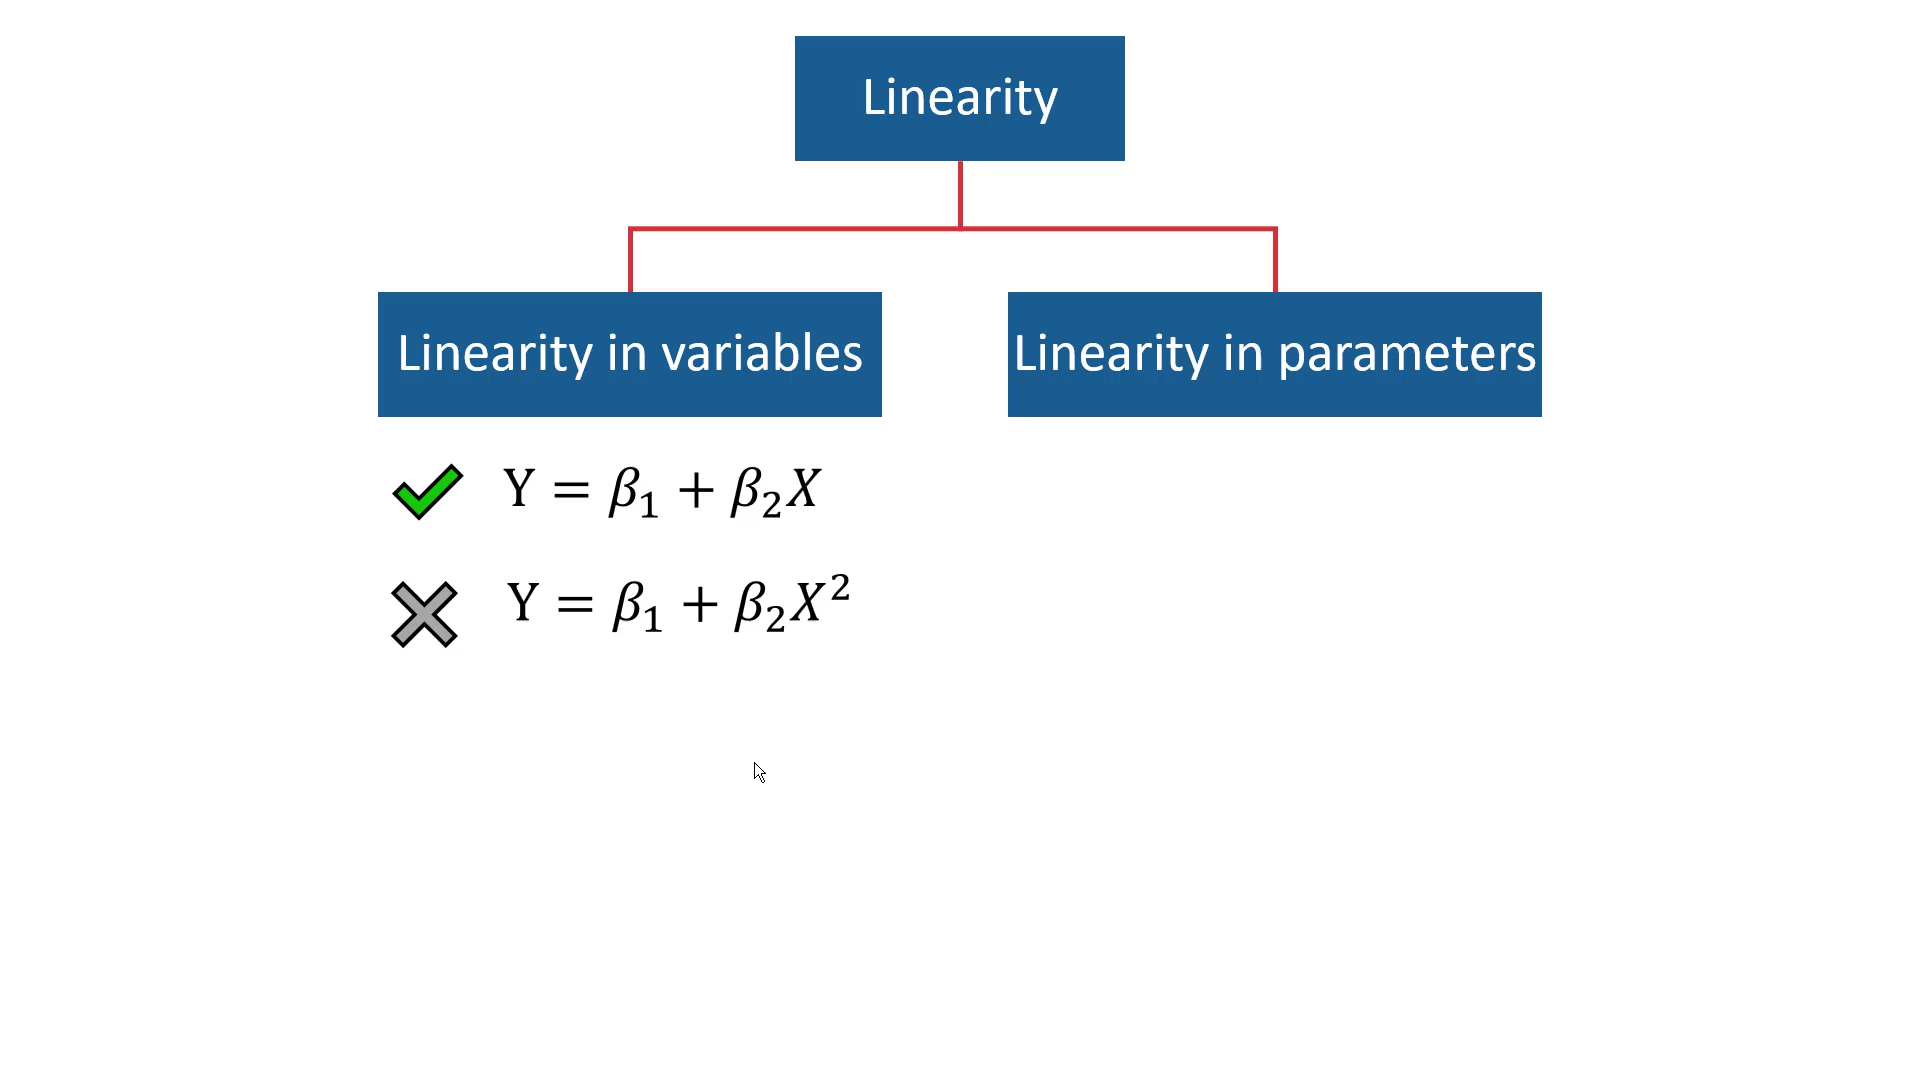 Linearity
Linearity in variables
Linearity in parameters
Y = β₁ + β₂X
Y = β₁ + β₂X²